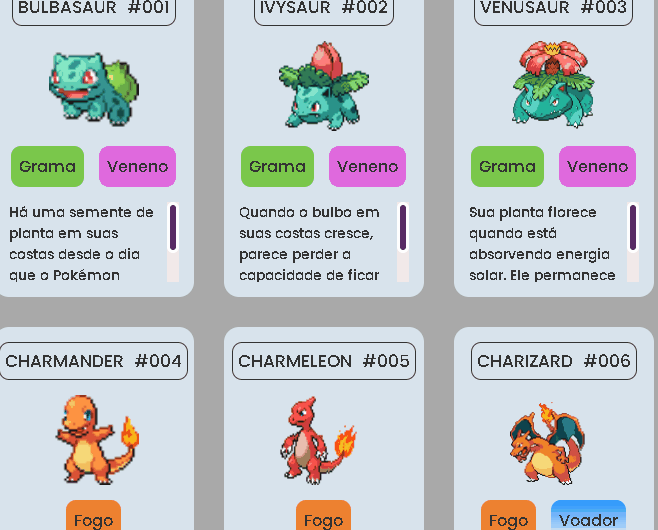 BULBASAUR #001
IVYSAUR #002
VENUSAUR #003
Grama Veneno
Grama Veneno
Grama Veneno
Há uma semente de
planta em suas
costas desde o dia
que o Pokémon
Quando o bulbo em
suas costas cresce,
parece perder a
capacidade de ficar
Sua planta floresce
quando está
absorvendo energia
solar. Ele permanece
CHARMANDER #004
CHARMELEON #005
CHARIZARD #006
Fogo
Fogo
Fogo Voador